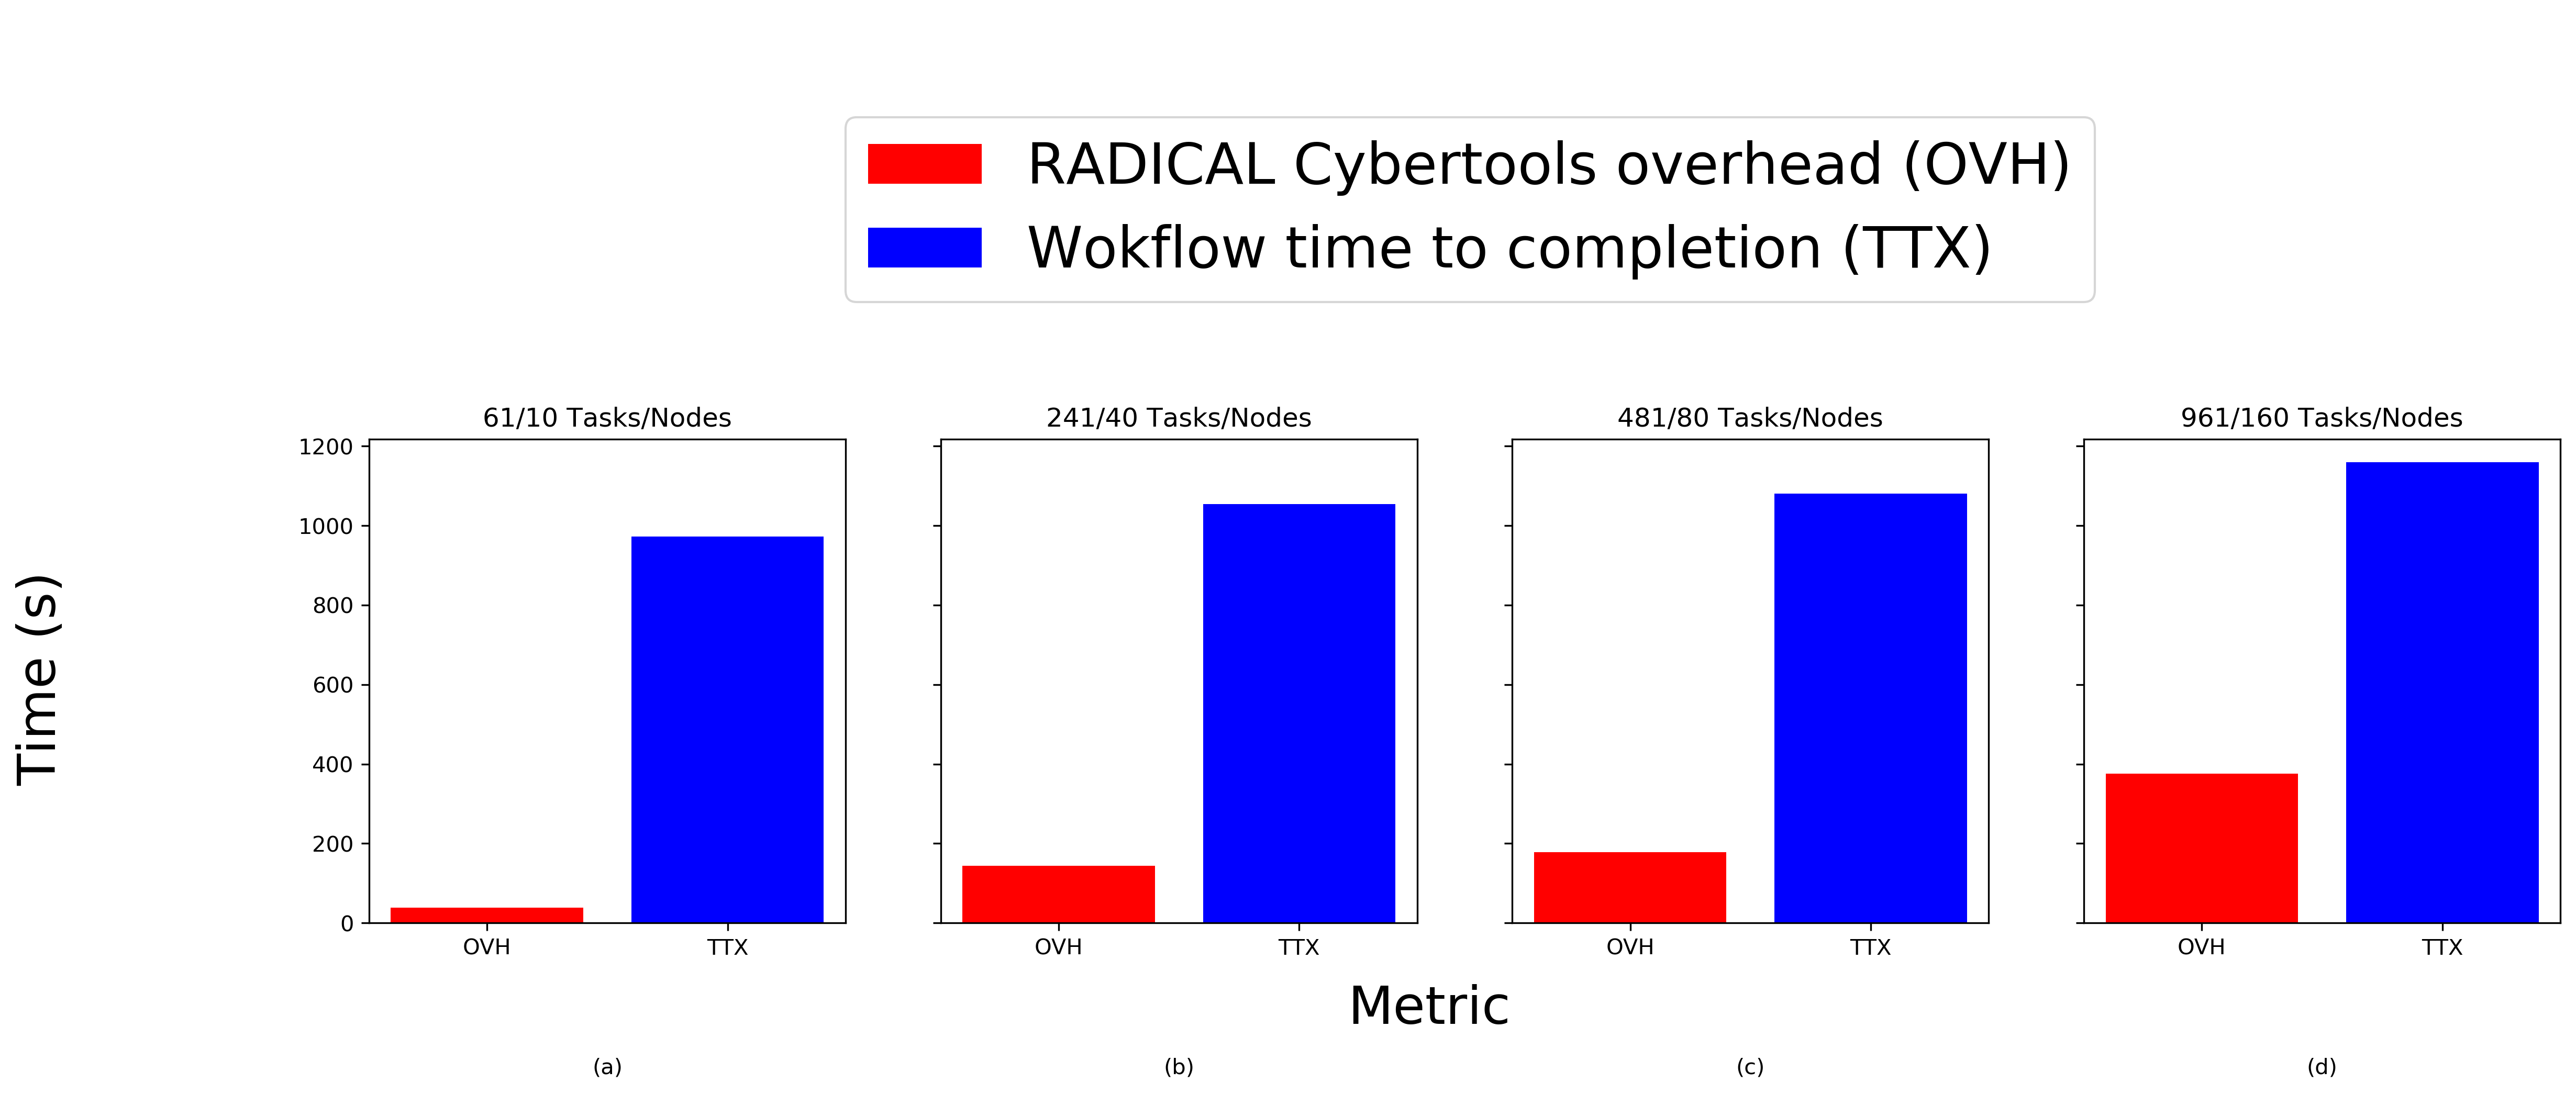 RADICAL Cybertools overhead (OVH)
Wokflow time to completion (TTX)
61/10 Tasks/Nodes
241/40 Tasks/Nodes
481/80 Tasks/Nodes
961/160 Tasks/Nodes
Time (s)
1200
1000
800
600
400
200
0
OVH
TTX
OVH
TTX
OVH
TTX
OVH
TTX
Metric
(a)
(b)
(c)
(d)